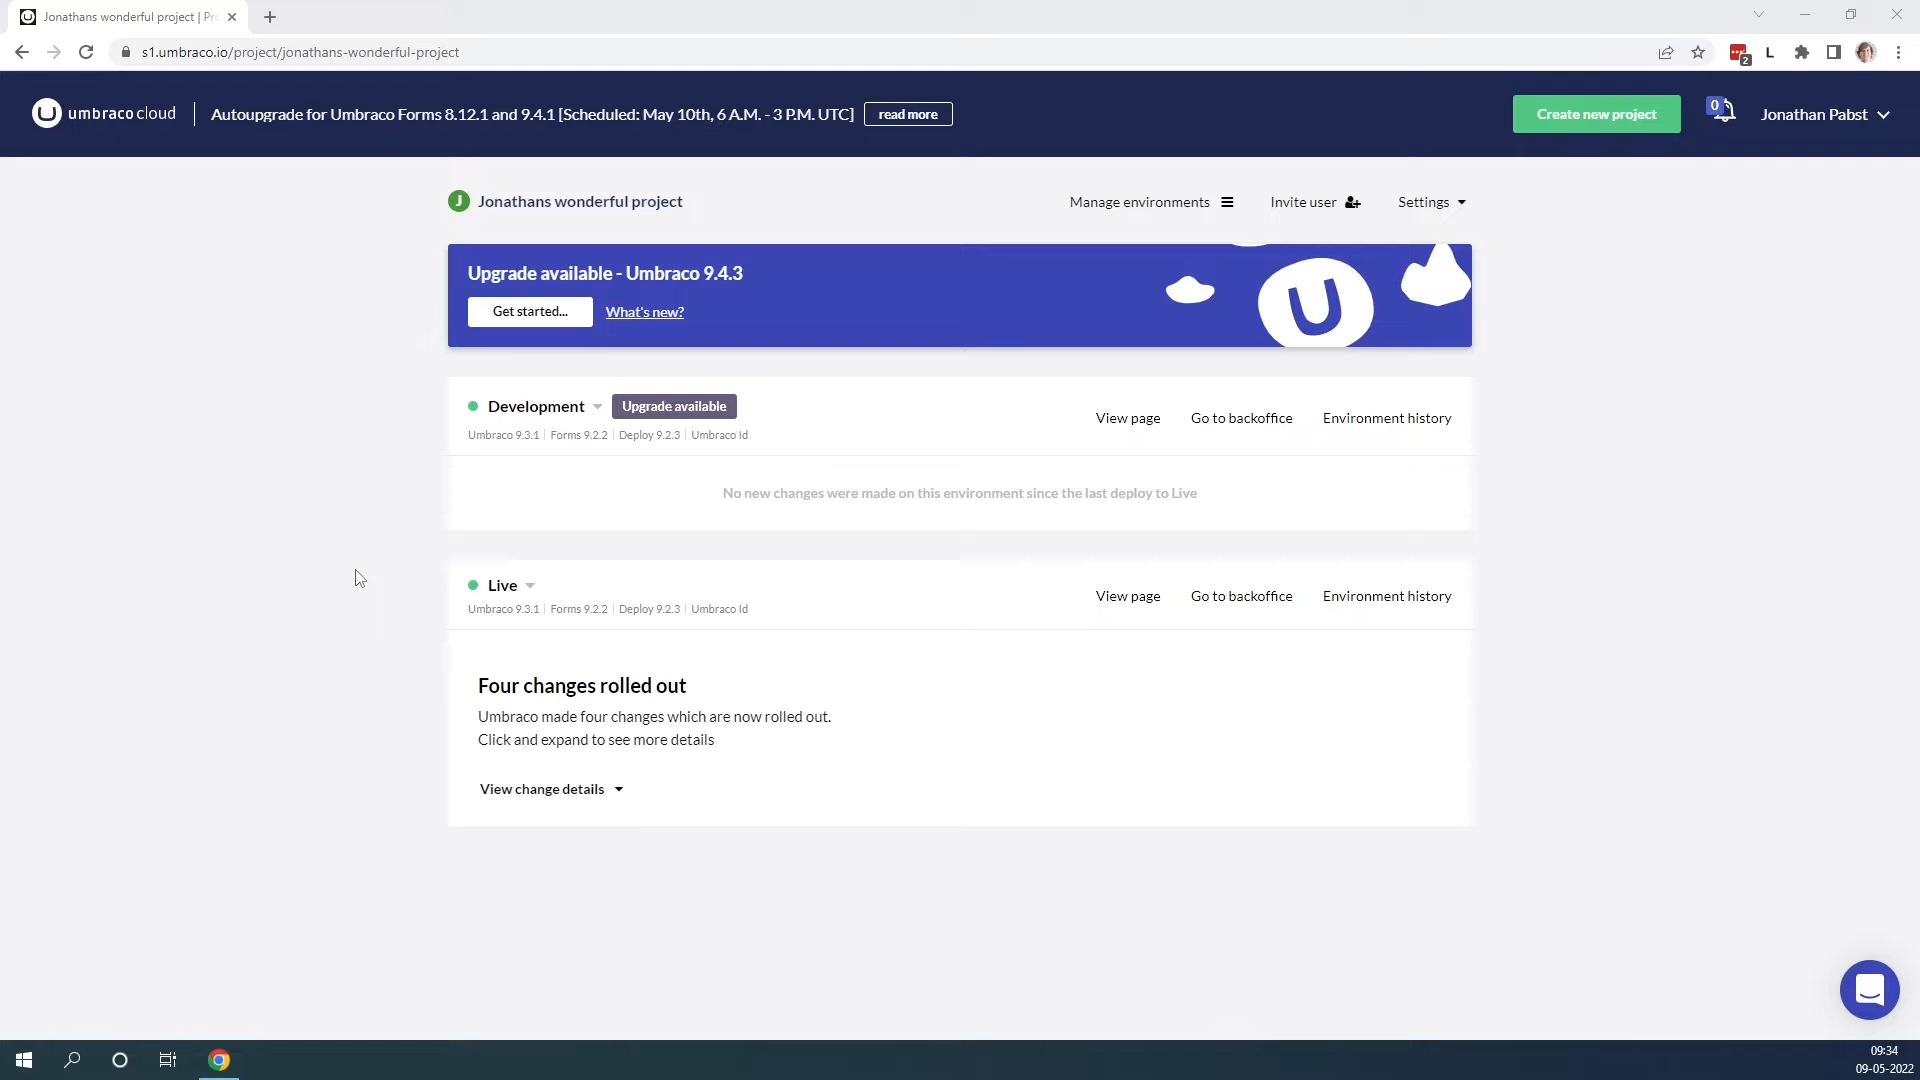 Jonathans wonderful project | Pro
s1.umbraco.io/project/jonathans-wonderful-project
2
L
umbraco cloud
Autoupgrade for Umbraco Forms 8.12.1 and 9.4.1 [Scheduled: May 10th, 6 A.M. - 3 P.M. UTC]
read more
Create new project
0
Jonathan Pabst
J
Jonathans wonderful project
Manage environments
Invite user
Settings
Upgrade available - Umbraco 9.4.3
Get started...
What's new?
Development
Upgrade available
Umbraco 9.3.1 | Forms 9.2.2 | Deploy 9.2.3 | Umbraco Id
View page
Go to backoffice
Environment history
No new changes were made on this environment since the last deploy to Live
Live
Umbraco 9.3.1 | Forms 9.2.2 | Deploy 9.2.3 | Umbraco Id
View page
Go to backoffice
Environment history
Four changes rolled out
Umbraco made four changes which are now rolled out.
Click and expand to see more details
View change details
09:34
09-05-2022